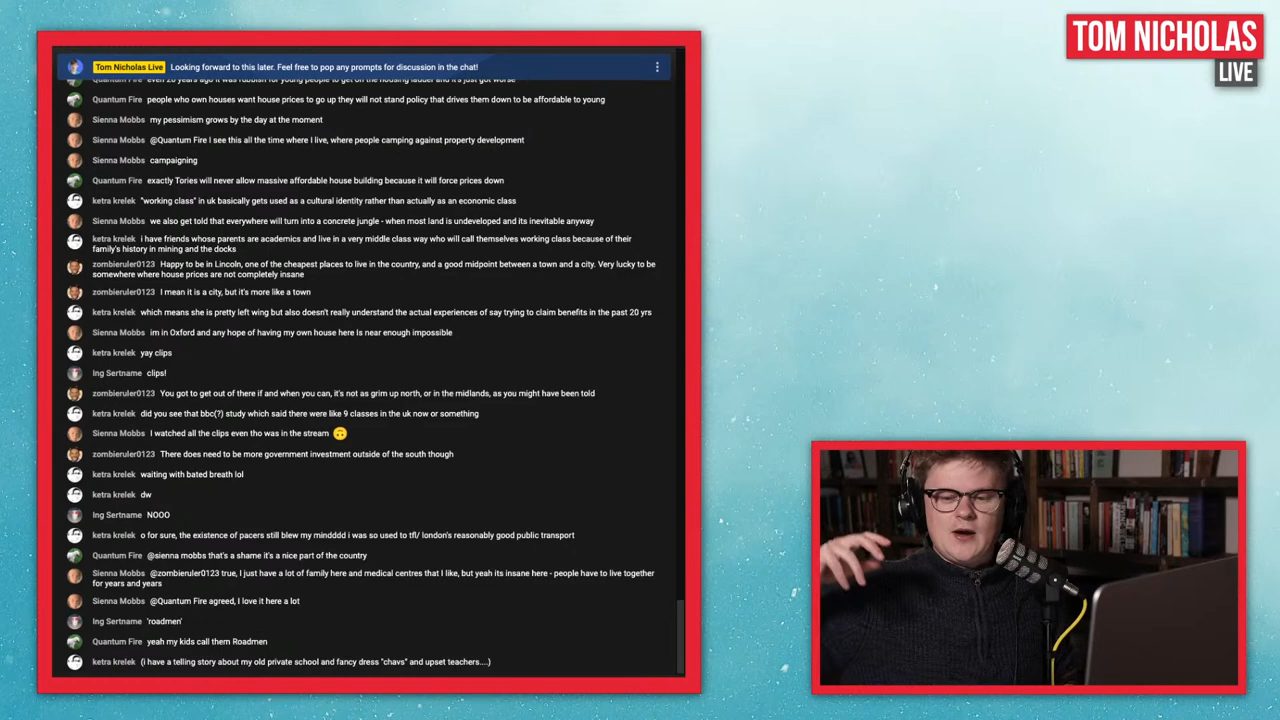 TOM NICHOLAS
LIVE
Tom Nicholas Live Looking forward to this later. Feel free to pop any prompts for discussion in the chat!
Quantum Fire even 20 years ago it was rubbish for young people to get on the housing ladder and it's just got worse
Quantum Fire people who own houses want house prices to go up they will not stand policy that drives them down to be affordable to young
Sienna Mobbs my pessimism grows by the day at the moment
Sienna Mobbs @Quantum Fire I see this all the time where I live, where people camping against property development
Sienna Mobbs campaigning
Quantum Fire exactly Tories will never allow massive affordable house building because it will force prices down
ketra krelek "working class" in uk basically gets used as a cultural identity rather than actually as an economic class
Sienna Mobbs we also get told that everywhere will turn into a concrete jungle - when most land is undeveloped and its inevitable anyway
ketra krelek i have friends whose parents are academics and live in a very middle class way who will call themselves working class because of their
family's history in mining and the docks
zombieruler0123 Happy to be in Lincoln, one of the cheapest places to live in the country, and a good midpoint between a town and a city. Very lucky to be
somewhere where house prices are not completely insane
zombieruler0123 I mean it is a city, but it's more like a town
ketra krelek which means she is pretty left wing but also doesn't really understand the actual experiences of say trying to claim benefits in the past 20 yrs
Sienna Mobbs im in Oxford and any hope of having my own house here Is near enough impossible
ketra krelek yay clips
Ing Sertname clips!
zombieruler0123 You got to get out of there if and when you can, it's not as grim up north, or in the midlands, as you might have been told
ketra krelek did you see that bbc(?) study which said there were like 9 classes in the uk now or something
Sienna Mobbs I watched all the clips even tho was in the stream 🙃
zombieruler0123 There does need to be more government investment outside of the south though
ketra krelek waiting with bated breath lol
ketra krelek dw
Ing Sertname NOOO
ketra krelek o for sure, the existence of pacers still blew my mindddd i was so used to tfl/ london's reasonably good public transport
Quantum Fire @sienna mobbs that's a shame it's a nice part of the country
Sienna Mobbs @zombieruler0123 true, I just have a lot of family here and medical centres that I like, but yeah its insane here - people have to live together
for years and years
Sienna Mobbs @Quantum Fire agreed, I love it here a lot
Ing Sertname 'roadmen'
Quantum Fire yeah my kids call them Roadmen
ketra krelek (i have a telling story about my old private school and fancy dress "chavs" and upset teachers....)